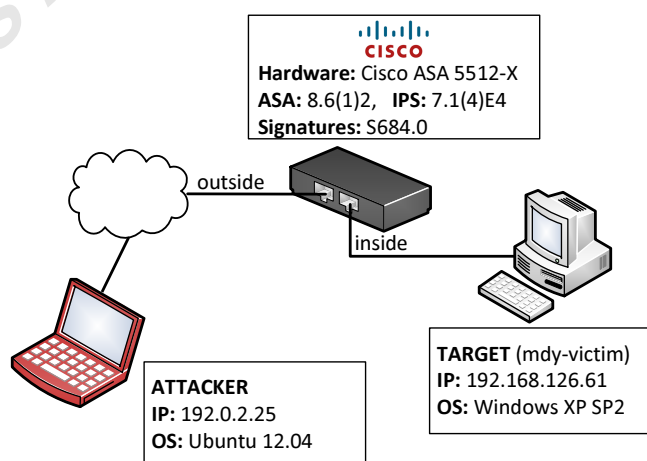 CISCO
Hardware: Cisco ASA 5512-X
ASA: 8.6(1)2, IPS: 7.1(4)E4
Signatures: S684.0
outside
inside
TARGET (mdy-victim)
IP: 192.168.126.61
OS: Windows XP SP2
ATTACKER
IP: 192.0.2.25
OS: Ubuntu 12.04